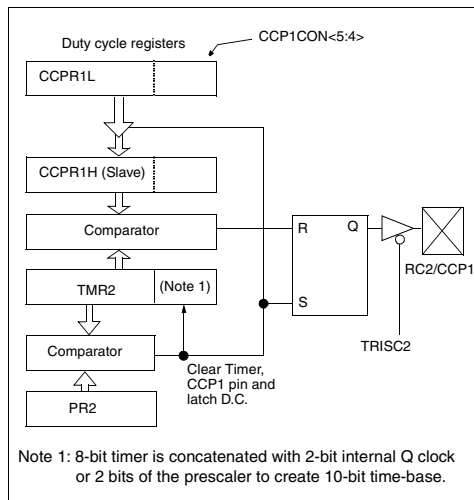 Duty cycle registers
CCP1CON<5:4>
CCPR1L
CCPR1H (Slave)
Comparator
R
Q
RC2/CCP1
TMR2
(Note 1)
S
TRISC2
Comparator
Clear Timer,
CCP1 pin and
latch D.C.
PR2
Note 1: 8-bit timer is concatenated with 2-bit internal Q clock
or 2 bits of the prescaler to create 10-bit time-base.